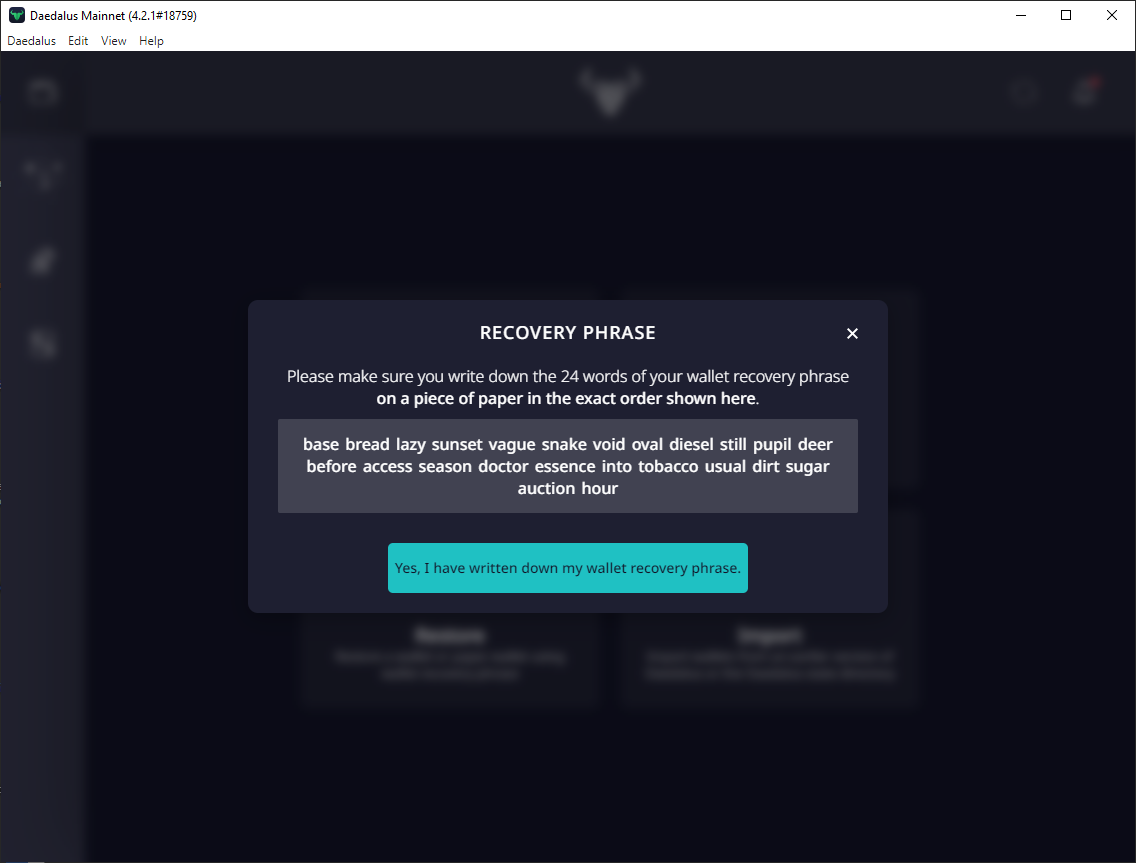 Daedalus Mainnet (4.2.1#18759)
Daedalus Edit View Help
RECOVERY PHRASE
Please make sure you write down the 24 words of your wallet recovery phrase
on a piece of paper in the exact order shown here.
base bread lazy sunset vague snake void oval diesel still pupil deer
before access season doctor essence into tobacco usual dirt sugar
auction hour
Yes, I have written down my wallet recovery phrase.
Restore Import